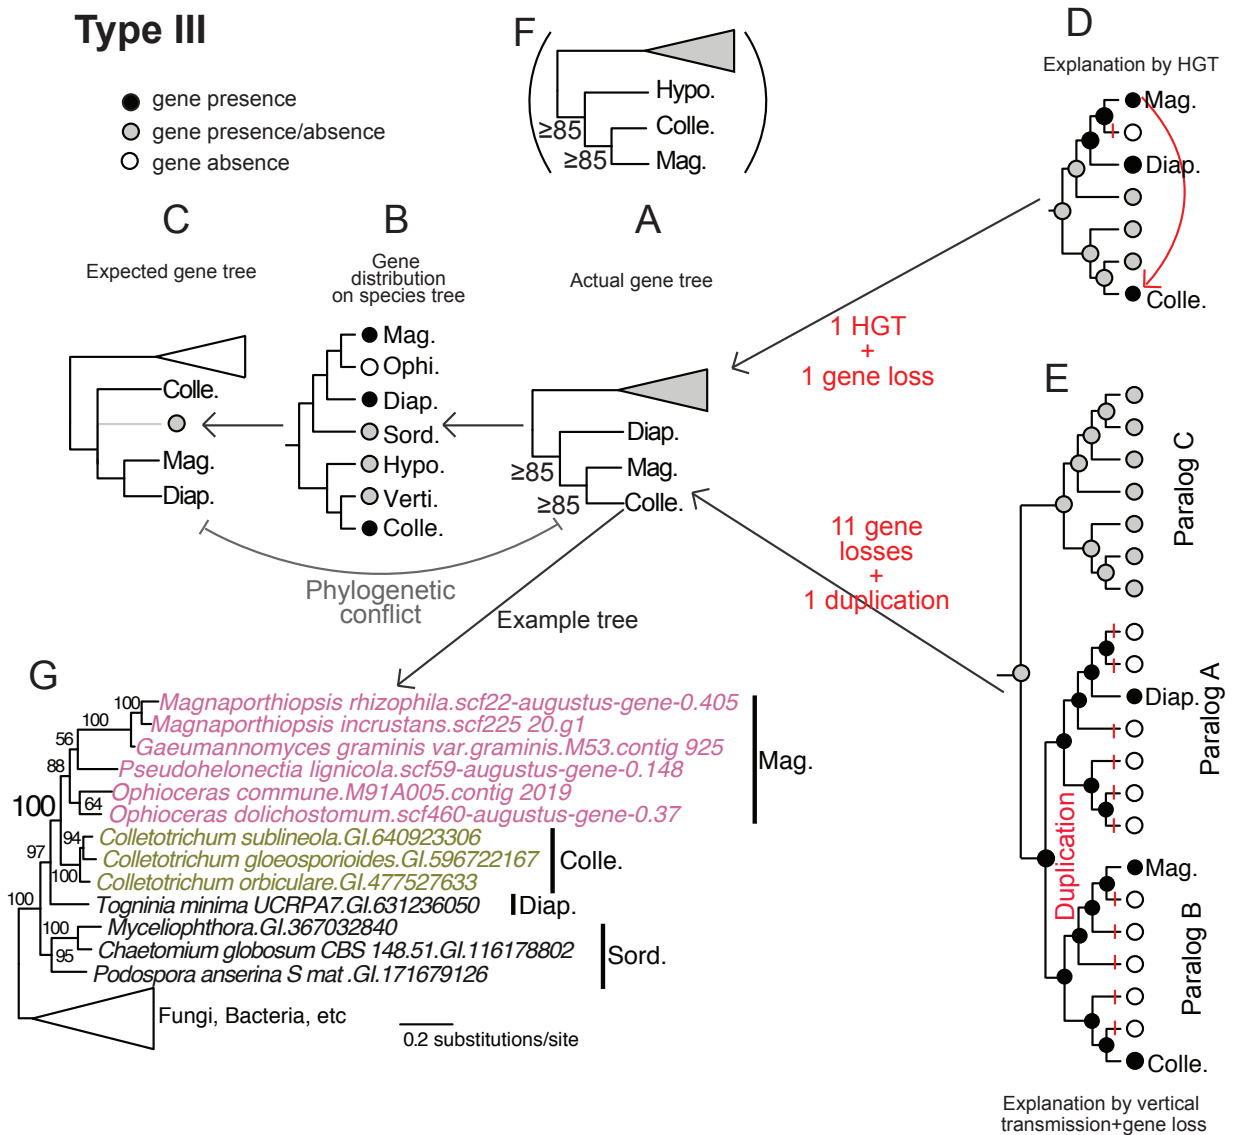 Type III
gene presence
gene presence/absence
gene absence
F
Hypo.
≥85
Colle.
≥85
Mag.
D
Explanation by HGT
Mag.
Diap.
Colle.
C
Expected gene tree
Colle.
Mag.
Diap.
B
Gene
distribution
on species tree
Mag.
Ophi.
Diap.
Sord.
Hypo.
Verti.
Colle.
A
Actual gene tree
Diap.
≥85
Mag.
≥85
Colle.
1 HGT
+
1 gene loss
Phylogenetic
conflict
Example tree
11 gene
losses
+
1 duplication
E
Paralog C
Diap.
Paralog A
Duplication
Mag.
Paralog B
Colle.
Explanation by vertical
transmission+gene loss
G
100 Magnaporthiopsis rhizophila.scf22-augustus-gene-0.405
100 Magnaporthiopsis incrustans.scf225 20.g1
Gaeumannomyces graminis var.graminis.M53.contig 925
56
Pseudohelonectia lignicola.scf59-augustus-gene-0.148
88
Ophioceras commune.M91A005.contig 2019
64
Ophioceras dolichostomum.scf460-augustus-gene-0.37
Mag.
100
Colletotrichum sublineola.GI.640923306
94
Colletotrichum gloeosporioides.GI.596722167
100
Colletotrichum orbiculare.GI.477527633
Colle.
97
Togninia minima UCRPA7.GI.631236050
Diap.
100
Myceliophthora.GI.367032840
100
Chaetomium globosum CBS 148.51.GI.116178802
95
Podospora anserina S mat .GI.171679126
Sord.
Fungi, Bacteria, etc
0.2 substitutions/site